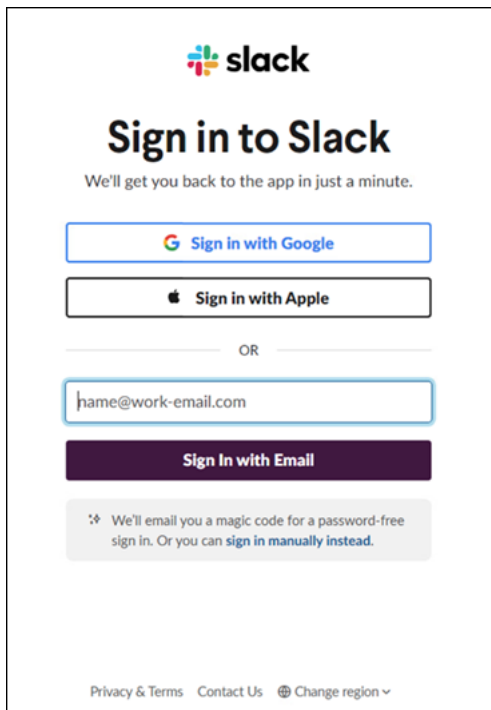 slack
Sign in to Slack
We'll get you back to the app in just a minute.
Sign in with Google
Sign in with Apple
OR
name@work-email.com
Sign In with Email
We'll email you a magic code for a password-free
sign in. Or you can sign in manually instead.
Privacy & Terms Contact Us Change region